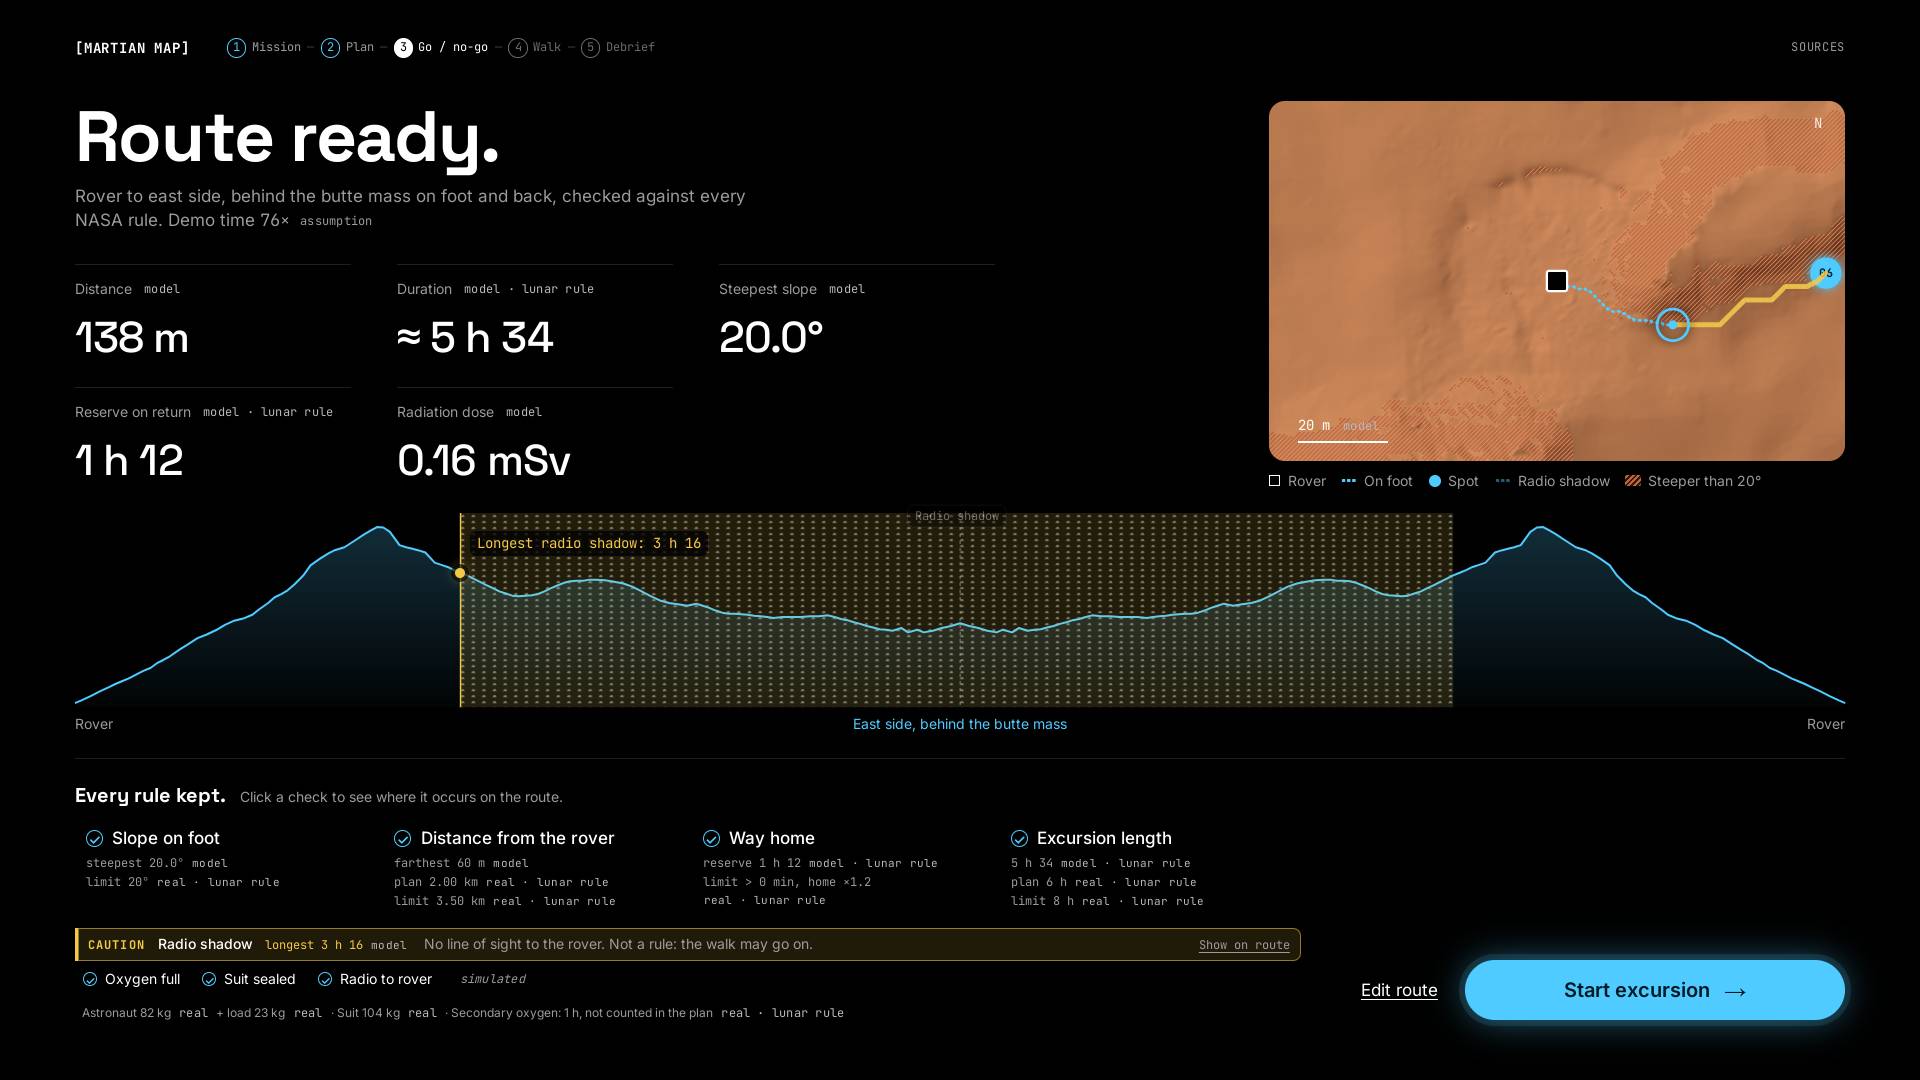 [MARTIAN MAP]
1 Mission — 2 Plan — 3 Go / no-go — 4 Walk — 5 Debrief
SOURCES
Route ready.
Rover to east side, behind the butte mass on foot and back, checked against every
NASA rule. Demo time 76× assumption
Distance model
138 m
Duration model · lunar rule
≈ 5 h 34
Steepest slope model
20.0°
Reserve on return model · lunar rule
1 h 12
Radiation dose model
0.16 mSv
N
06
20 m model
Rover On foot Spot Radio shadow Steeper than 20°
Radio shadow
Longest radio shadow: 3 h 16
Rover
East side, behind the butte mass
Rover
Every rule kept. Click a check to see where it occurs on the route.
Slope on foot
steepest 20.0° model
limit 20° real · lunar rule
Distance from the rover
farthest 60 m model
plan 2.00 km real · lunar rule
limit 3.50 km real · lunar rule
Way home
reserve 1 h 12 model · lunar rule
limit > 0 min, home ×1.2
real · lunar rule
Excursion length
5 h 34 model · lunar rule
plan 6 h real · lunar rule
limit 8 h real · lunar rule
CAUTION Radio shadow longest 3 h 16 model No line of sight to the rover. Not a rule: the walk may go on. Show on route
Oxygen full Suit sealed Radio to rover simulated
Astronaut 82 kg real + load 23 kg real · Suit 104 kg real · Secondary oxygen: 1 h, not counted in the plan real · lunar rule
Edit route
Start excursion →